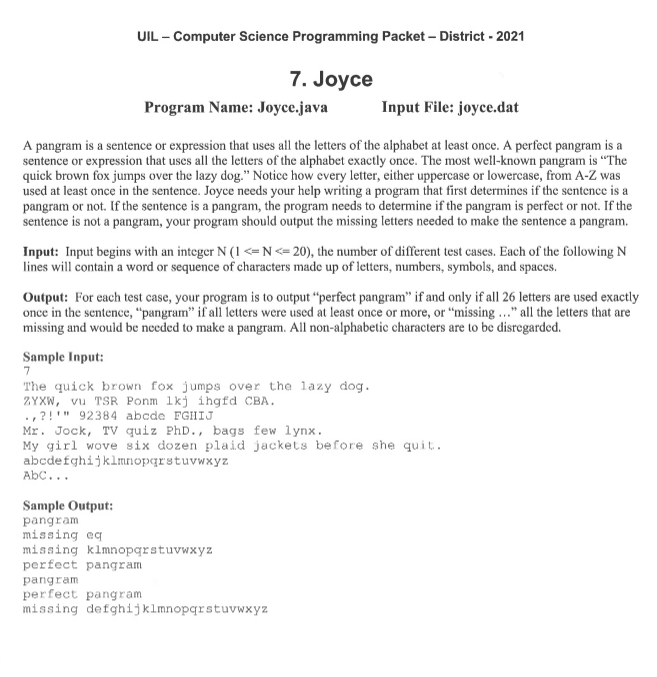 UIL – Computer Science Programming Packet – District - 2021
7. Joyce
Program Name: Joyce.java Input File: joyce.dat
A pangram is a sentence or expression that uses all the letters of the alphabet at least once. A perfect pangram is a
sentence or expression that uses all the letters of the alphabet exactly once. The most well-known pangram is “The
quick brown fox jumps over the lazy dog.” Notice how every letter, either uppercase or lowercase, from A-Z was
used at least once in the sentence. Joyce needs your help writing a program that first determines if the sentence is a
pangram or not. If the sentence is a pangram, the program needs to determine if the pangram is perfect or not. If the
sentence is not a pangram, your program should output the missing letters needed to make the sentence a pangram.
Input: Input begins with an integer N (1 <= N <= 20), the number of different test cases. Each of the following N
lines will contain a word or sequence of characters made up of letters, numbers, symbols, and spaces.
Output: For each test case, your program is to output “perfect pangram” if and only if all 26 letters are used exactly
once in the sentence, “pangram” if all letters were used at least once or more, or “missing ...” all the letters that are
missing and would be needed to make a pangram. All non-alphabetic characters are to be disregarded.
Sample Input:
7
The quick brown fox jumps over the lazy dog.
ZYXW, vu TSR Ponm lkj ihgfd CBA.
.,?!'" 92384 abcde FGHIJ
Mr. Jock, TV quiz PhD., bags few lynx.
My girl wove six dozen plaid jackets before she quit.
abcdefghijklmnopqrstuvwxyz
AbC...
Sample Output:
pangram
missing eq
missing klmnopqrstuvwxyz
perfect pangram
pangram
perfect pangram
missing defghijklmnopqrstuvwxyz